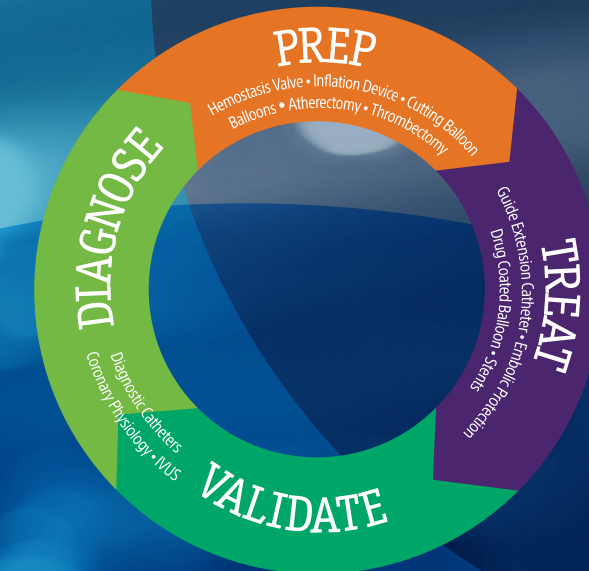 PREP
Hemostasis Valve • Inflation Device • Cutting Balloon
Balloons • Atherectomy • Thrombectomy
TREAT
Guide Extension Catheter • Embolic Protection
Drug Coated Balloon • Stents
VALIDATE
DIAGNOSE
Diagnostic Catheters
Coronary Physiology • IVUS